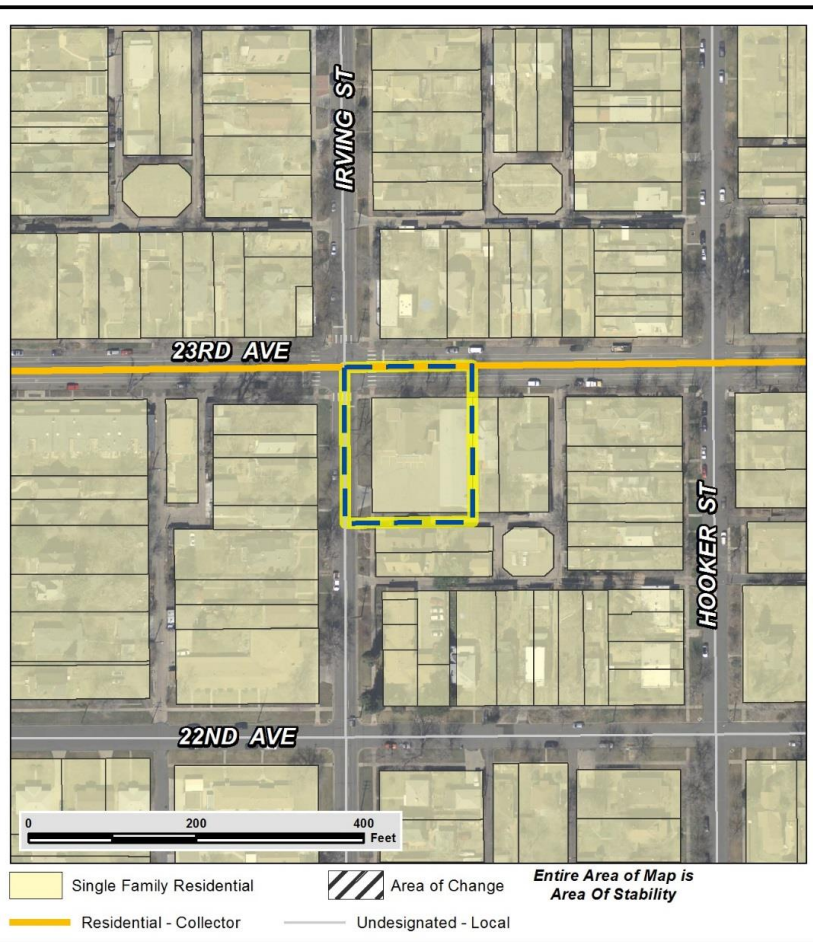 IRVING ST
23RD AVE
HOOKER ST
22ND AVE
0 200 400
Feet
Single Family Residential
Area of Change
Entire Area of Map is
Area Of Stability
Residential - Collector
Undesignated - Local